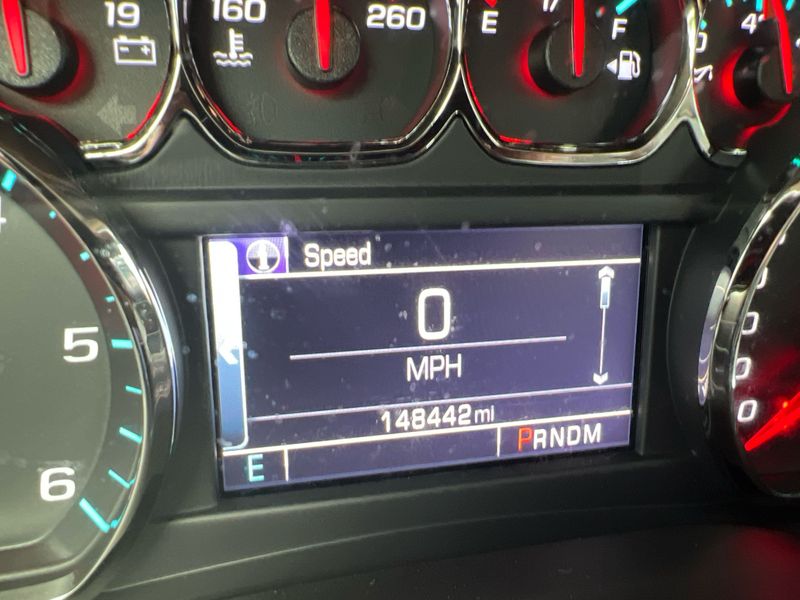 19
160 260
E F
Speed
0
MPH
5
148442 mi
PRNDM
6
E